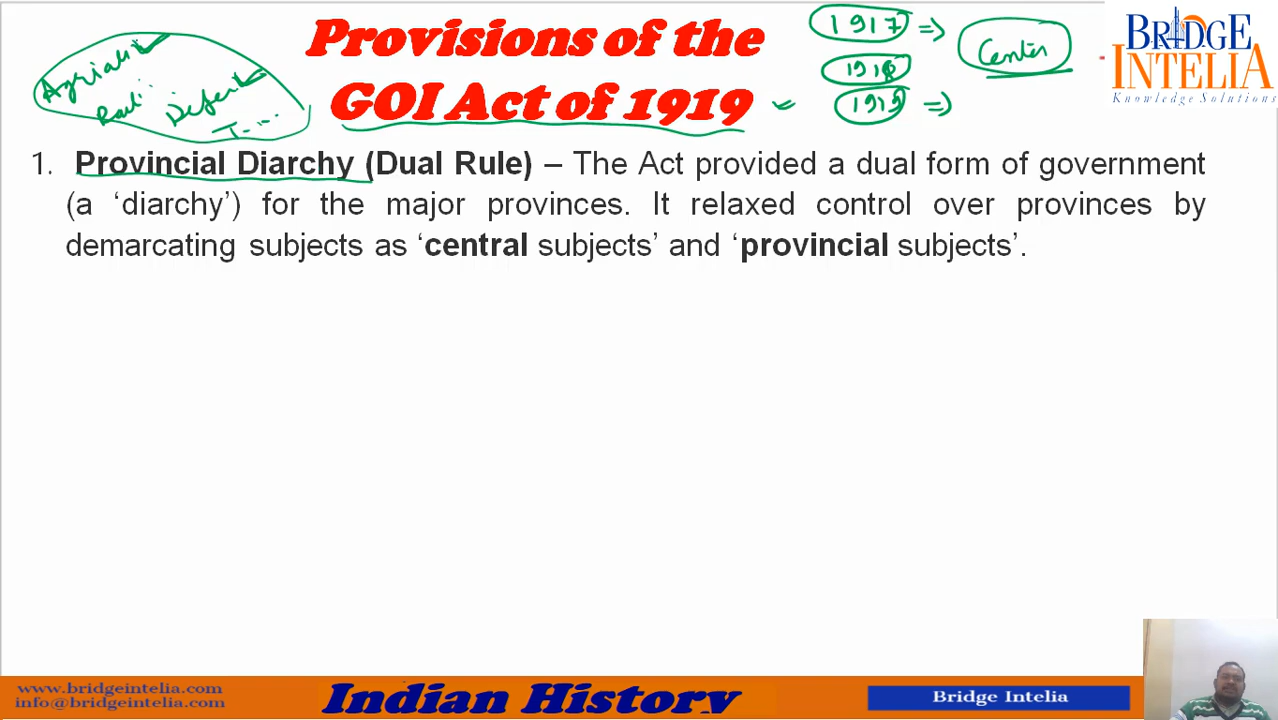 Provisions of the
GOI Act of 1919
1917 ⇒ Center
1918
1919 ⇒
BRIDGE
INTELIA
Knowledge Solutions
1. Provincial Diarchy (Dual Rule) – The Act provided a dual form of government
(a ‘diarchy’) for the major provinces. It relaxed control over provinces by
demarcating subjects as ‘central subjects’ and ‘provincial subjects’.
www.bridgeintelia.com
info@bridgeintelia.com
Indian History
Bridge Intelia